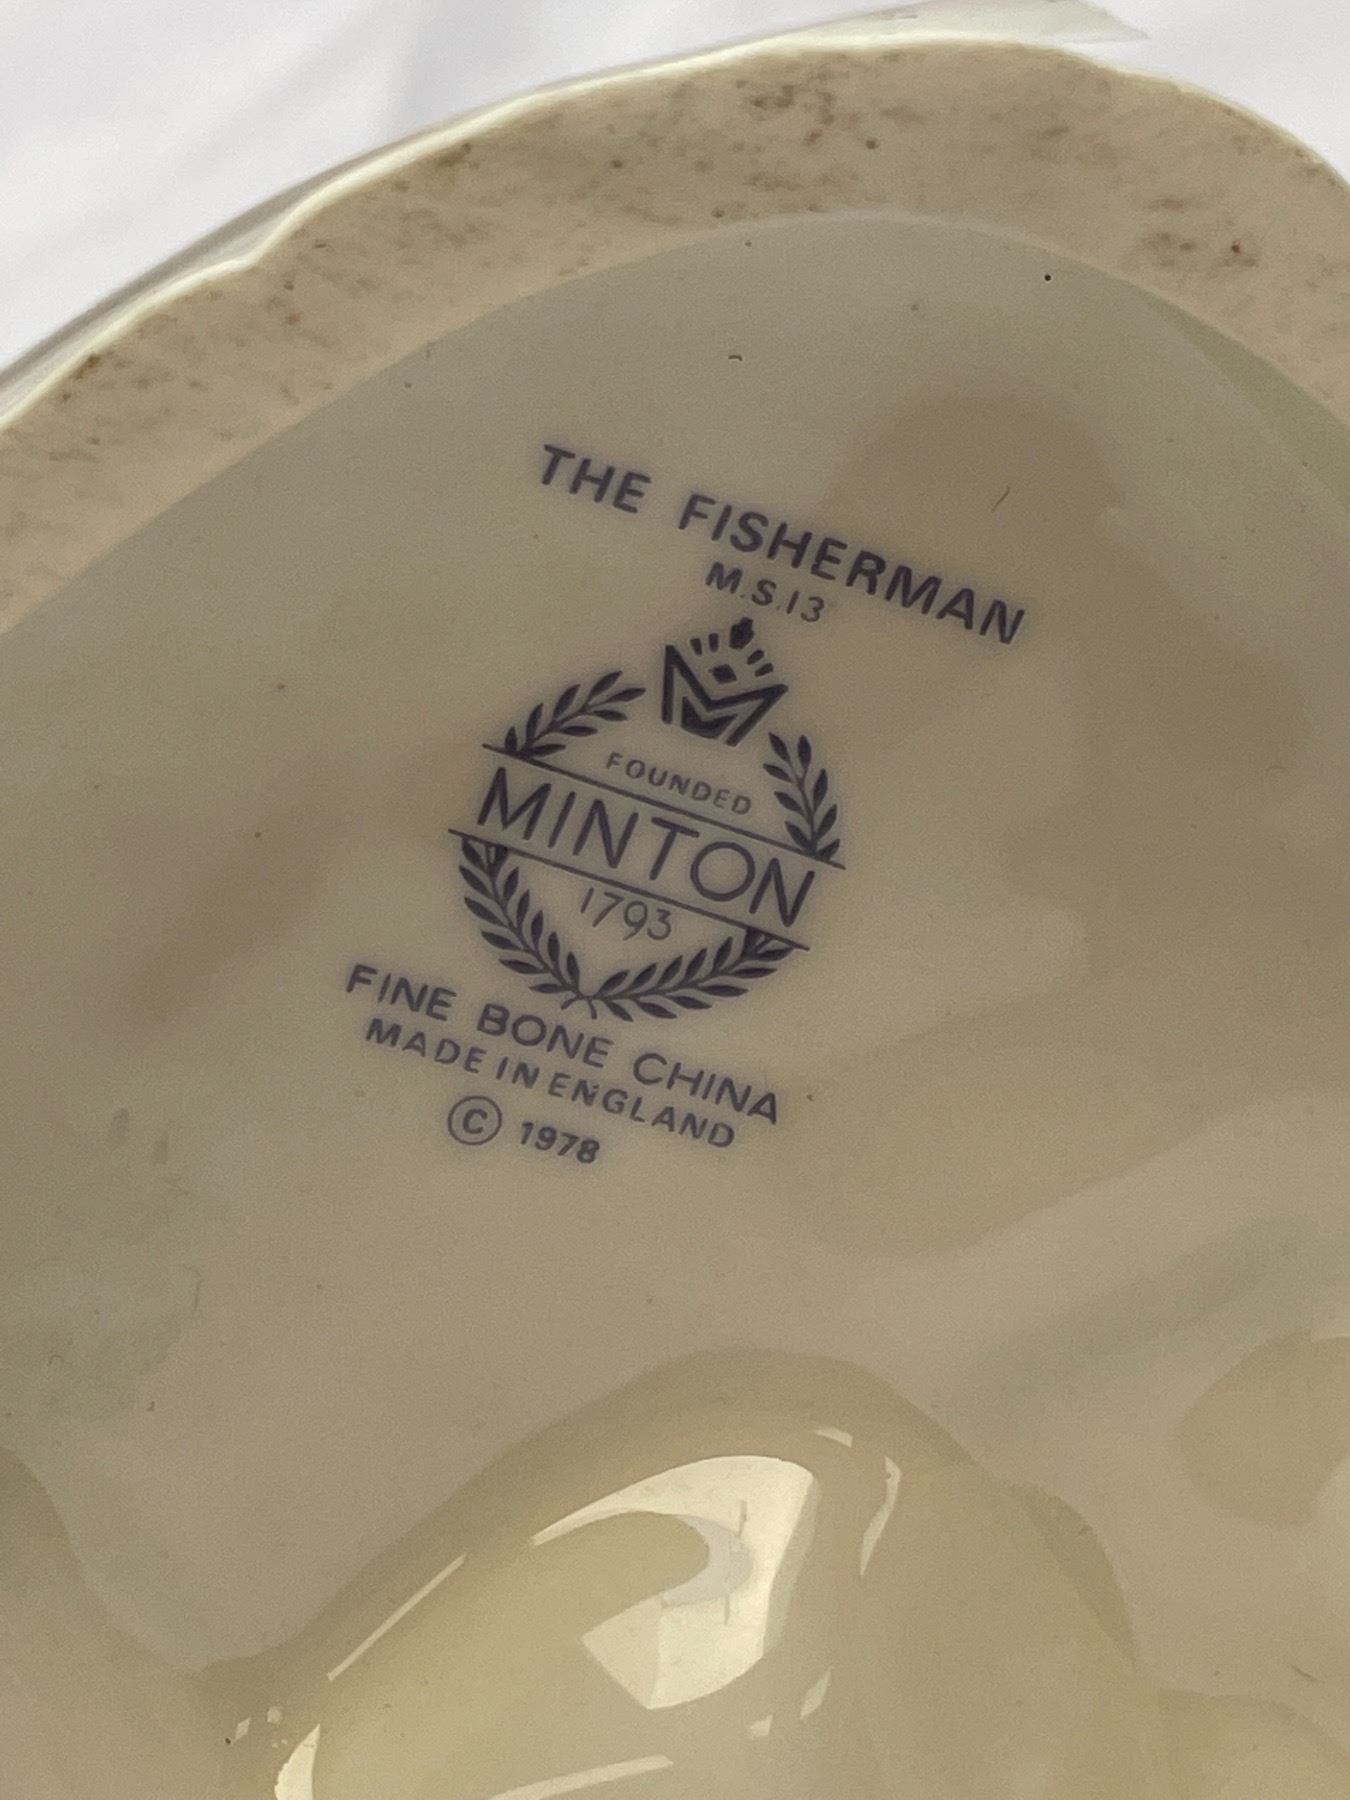 THE FISHERMAN
M.S.13
FOUNDED
MINTON
1793
FINE BONE CHINA
MADE IN ENGLAND
© 1978